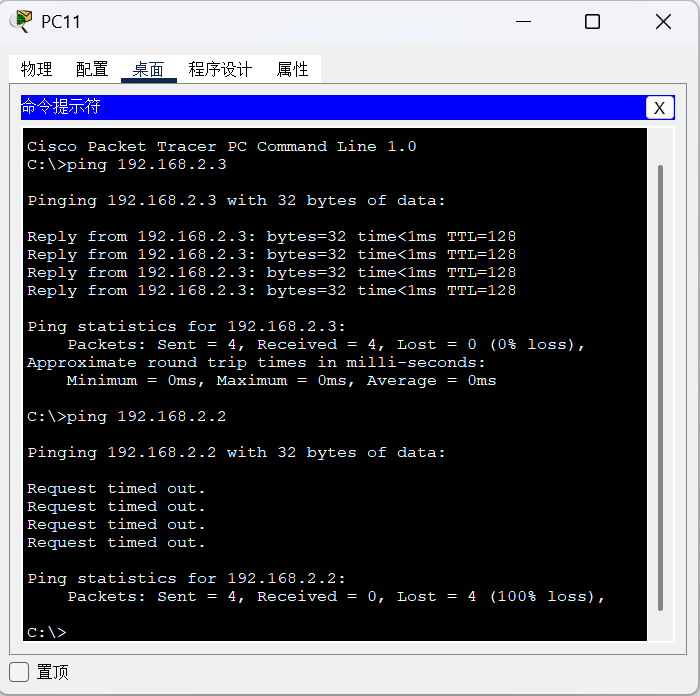 PC11
物理 配置 桌面 程序设计 属性
命令提示符
X
Cisco Packet Tracer PC Command Line 1.0
C:\>ping 192.168.2.3
Pinging 192.168.2.3 with 32 bytes of data:
Reply from 192.168.2.3: bytes=32 time<1ms TTL=128
Reply from 192.168.2.3: bytes=32 time<1ms TTL=128
Reply from 192.168.2.3: bytes=32 time<1ms TTL=128
Reply from 192.168.2.3: bytes=32 time<1ms TTL=128
Ping statistics for 192.168.2.3:
    Packets: Sent = 4, Received = 4, Lost = 0 (0% loss),
Approximate round trip times in milli-seconds:
    Minimum = 0ms, Maximum = 0ms, Average = 0ms
C:\>ping 192.168.2.2
Pinging 192.168.2.2 with 32 bytes of data:
Request timed out.
Request timed out.
Request timed out.
Request timed out.
Ping statistics for 192.168.2.2:
    Packets: Sent = 4, Received = 0, Lost = 4 (100% loss),
C:\>
置顶